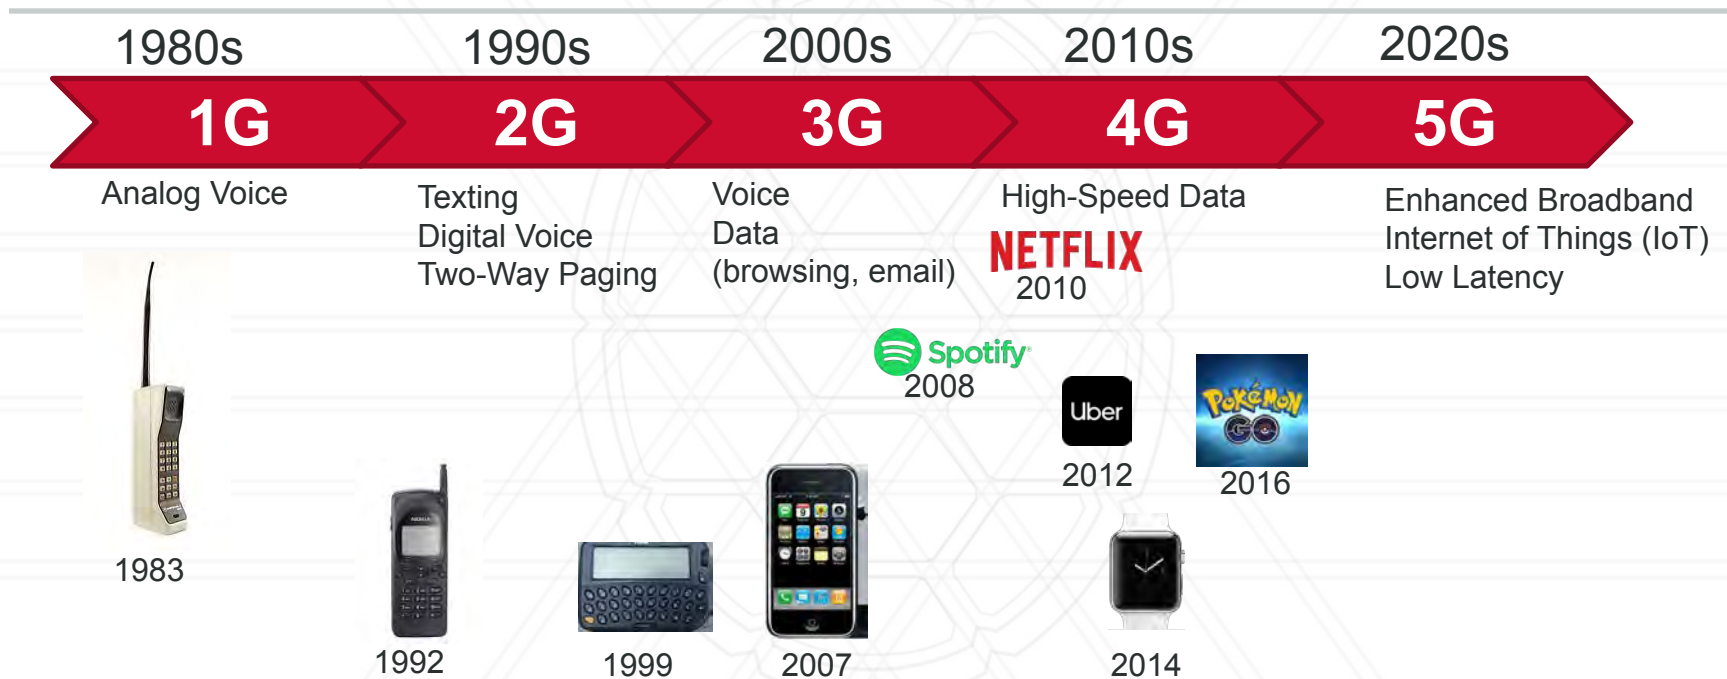 1980s
1990s
2000s
2010s
2020s
1G
2G
3G
4G
5G
Analog Voice
Texting
Digital Voice
Two-Way Paging
Voice
Data
(browsing, email)
High-Speed Data
NETFLIX
2010
Enhanced Broadband
Internet of Things (IoT)
Low Latency
Spotify
2008
Uber
2012
POKÉMON
GO
2016
1983
NOKIA
1992
1999
2007
2014